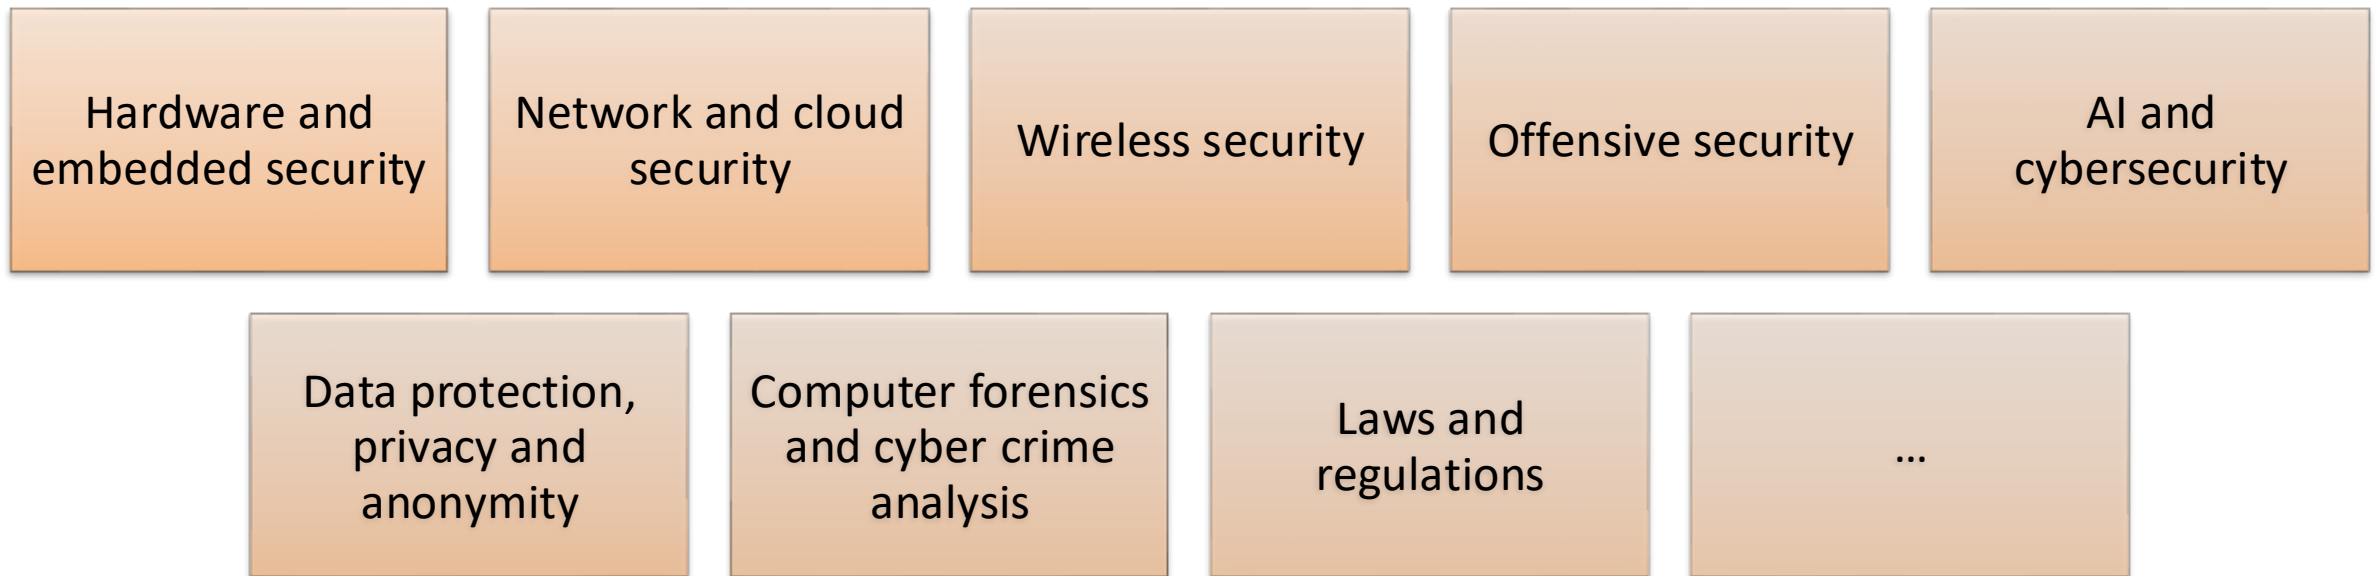 Hardware and
embedded security
Network and cloud
security
Wireless security
Offensive security
AI and
cybersecurity
Data protection,
privacy and
anonymity
Computer forensics
and cyber crime
analysis
Laws and
regulations
...